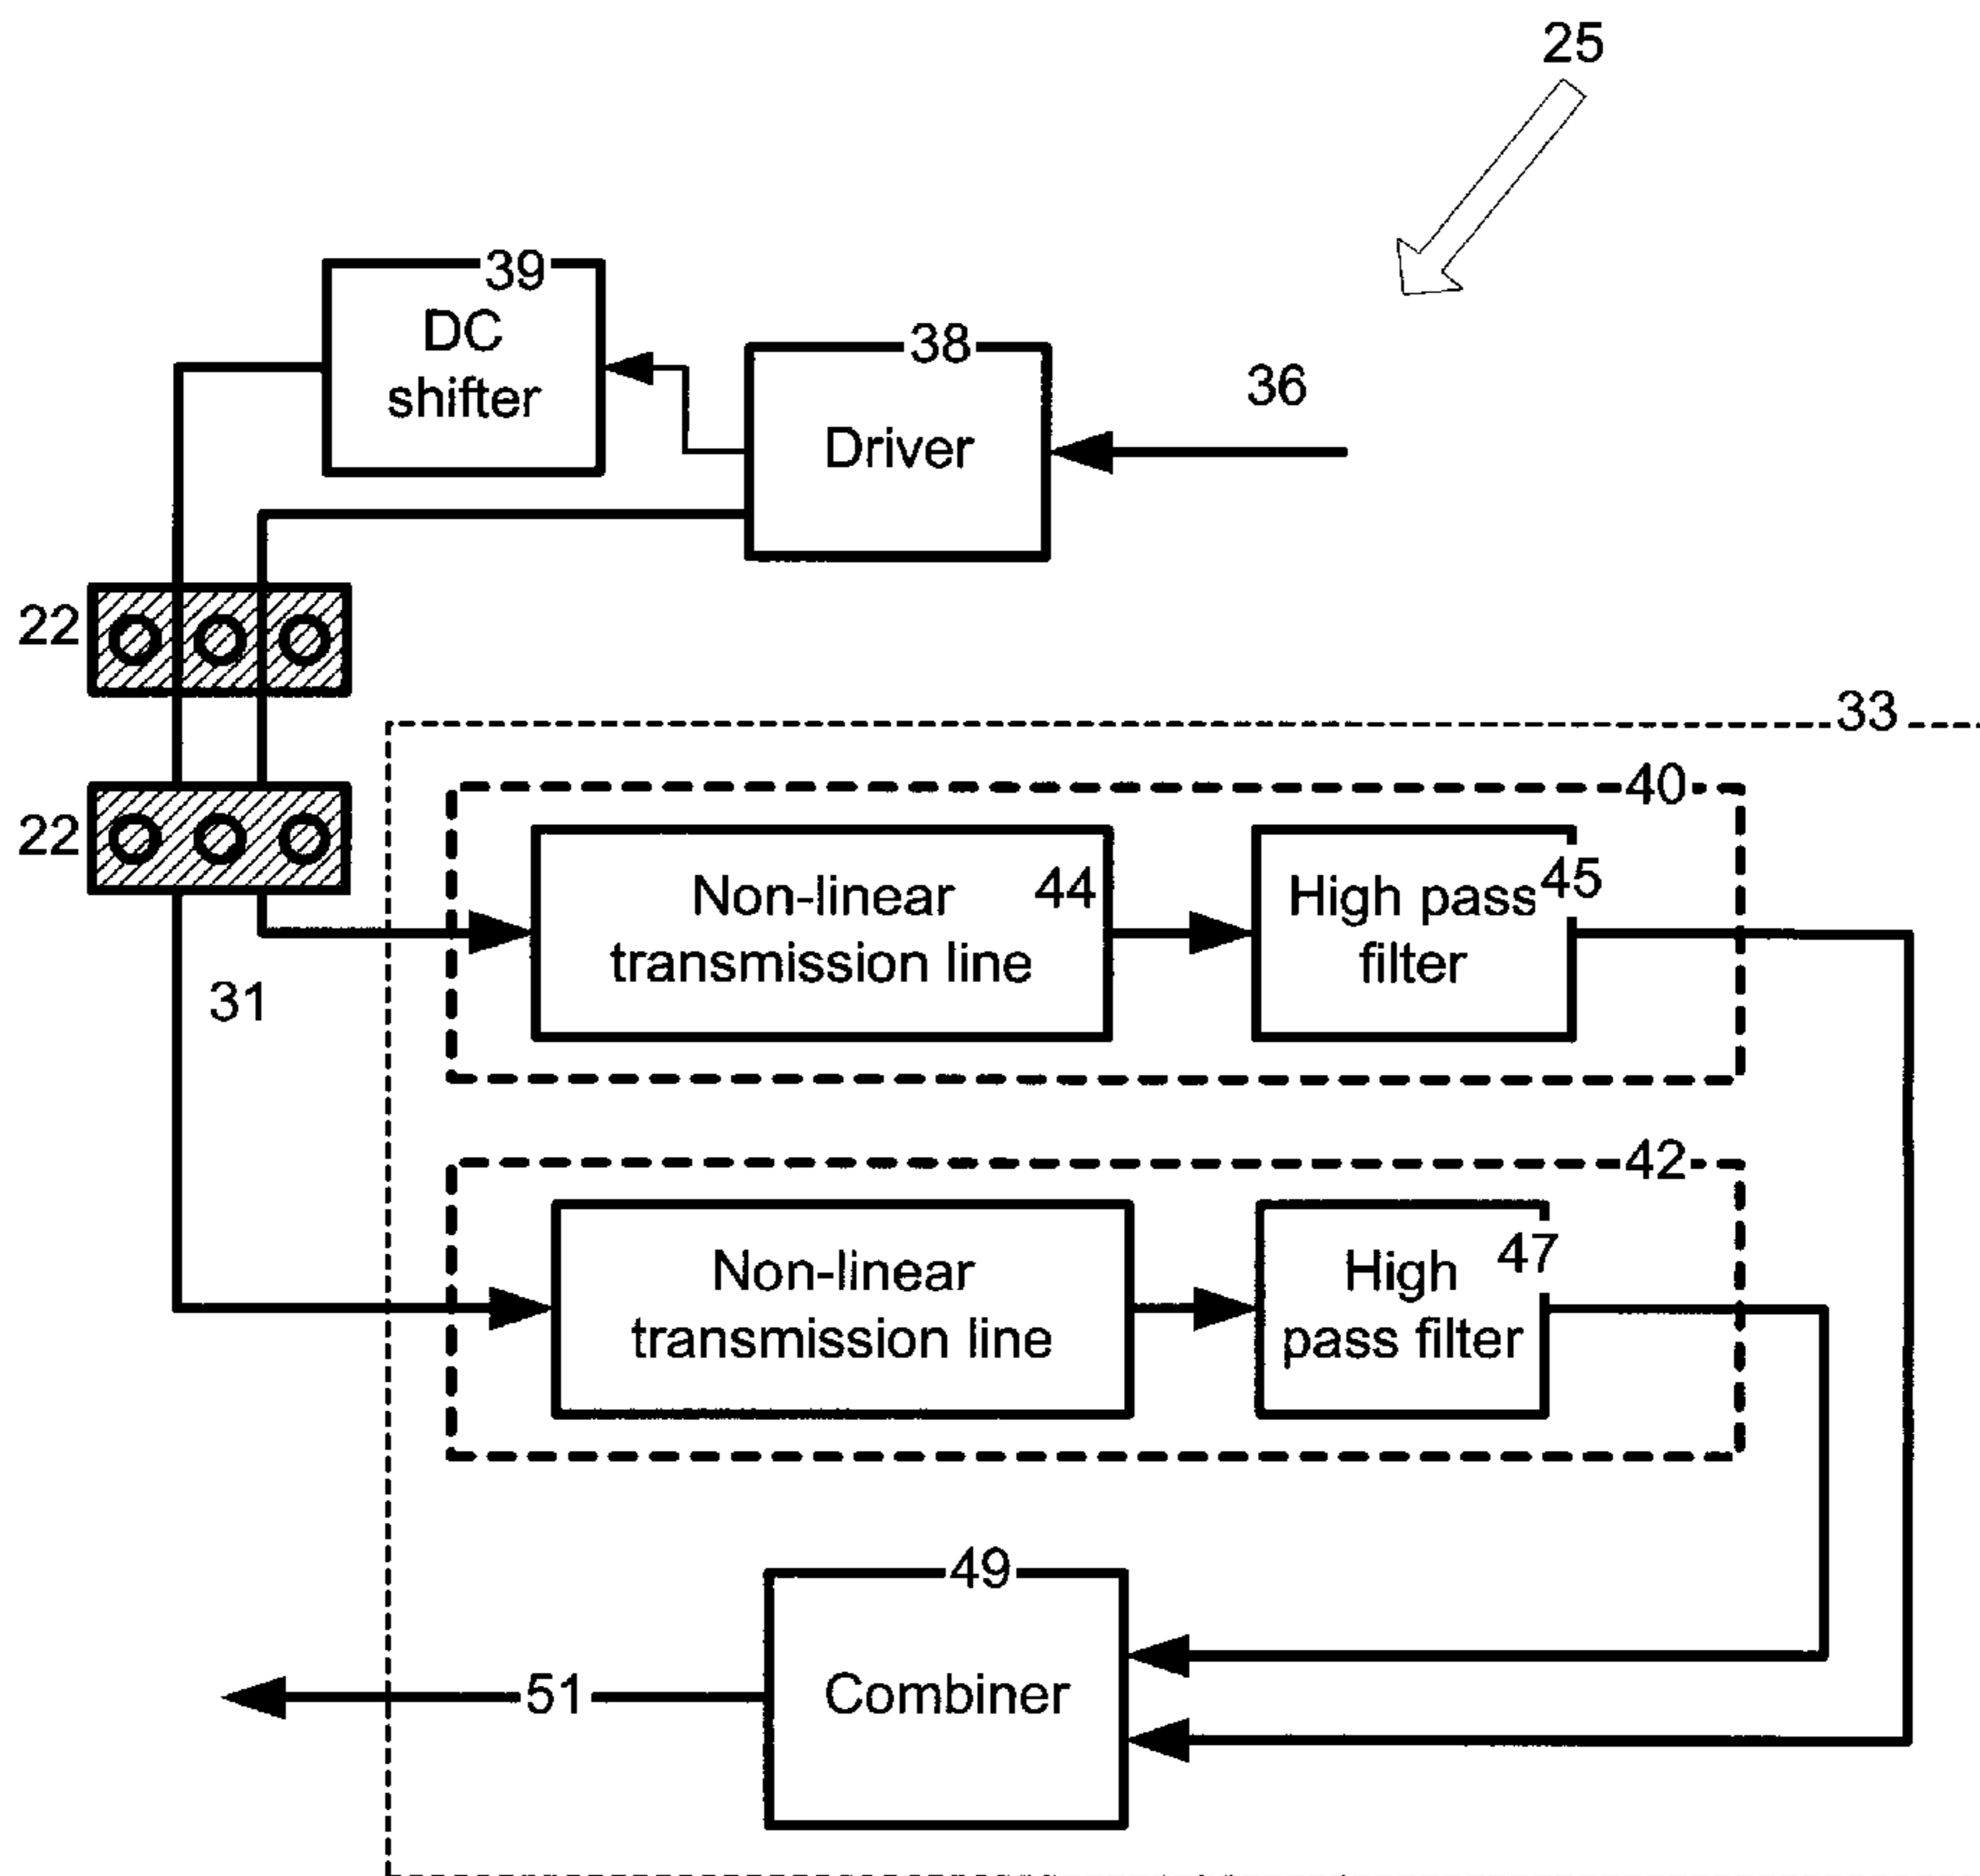 25
39
DC
shifter
38
Driver
36
22
33
22
40
Non-linear
transmission line
44
High pass
filter
45
31
42
Non-linear
transmission line
High
pass filter
47
49
Combiner
51